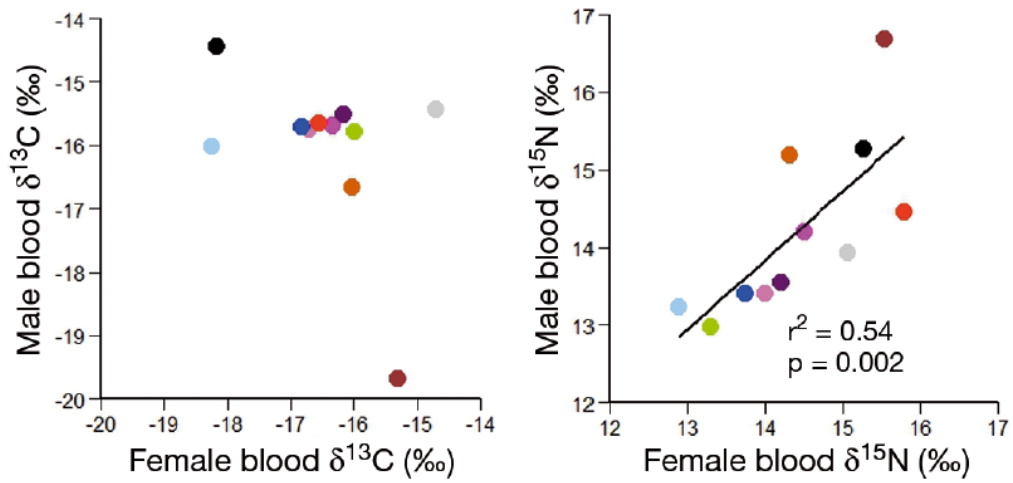 -14
-15
-16
-17
-18
-19
-20
-20 -19 -18 -17 -16 -15 -14
Male blood δ¹³C (‰)
Female blood δ¹³C (‰)
17
16
15
14
13
12
12 13 14 15 16 17
Male blood δ¹⁵N (‰)
Female blood δ¹⁵N (‰)
r² = 0.54
p = 0.002